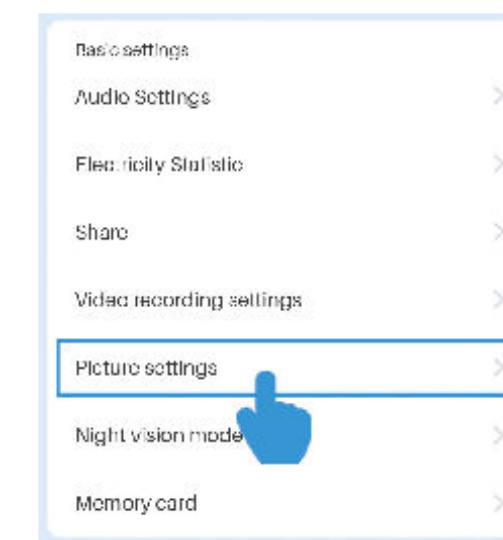 Basic settings
Audio Settings
Electricity Statistic
Share
Video recording settings
Picture settings
Night vision mode
Memory card